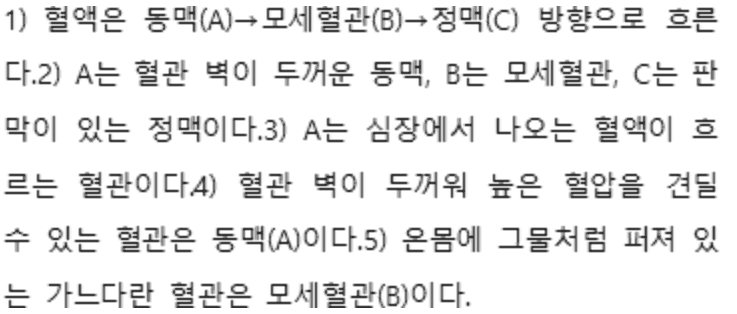 1) 혈액은 동맥(A)→모세혈관(B)→정맥(C) 방향으로 흐른
다.2) A는 혈관 벽이 두꺼운 동맥, B는 모세혈관, C는 판
막이 있는 정맥이다.3) A는 심장에서 나오는 혈액이 흐
르는 혈관이다.4) 혈관 벽이 두꺼워 높은 혈압을 견딜
수 있는 혈관은 동맥(A)이다.5) 온몸에 그물처럼 퍼져 있
는 가느다란 혈관은 모세혈관(B)이다.